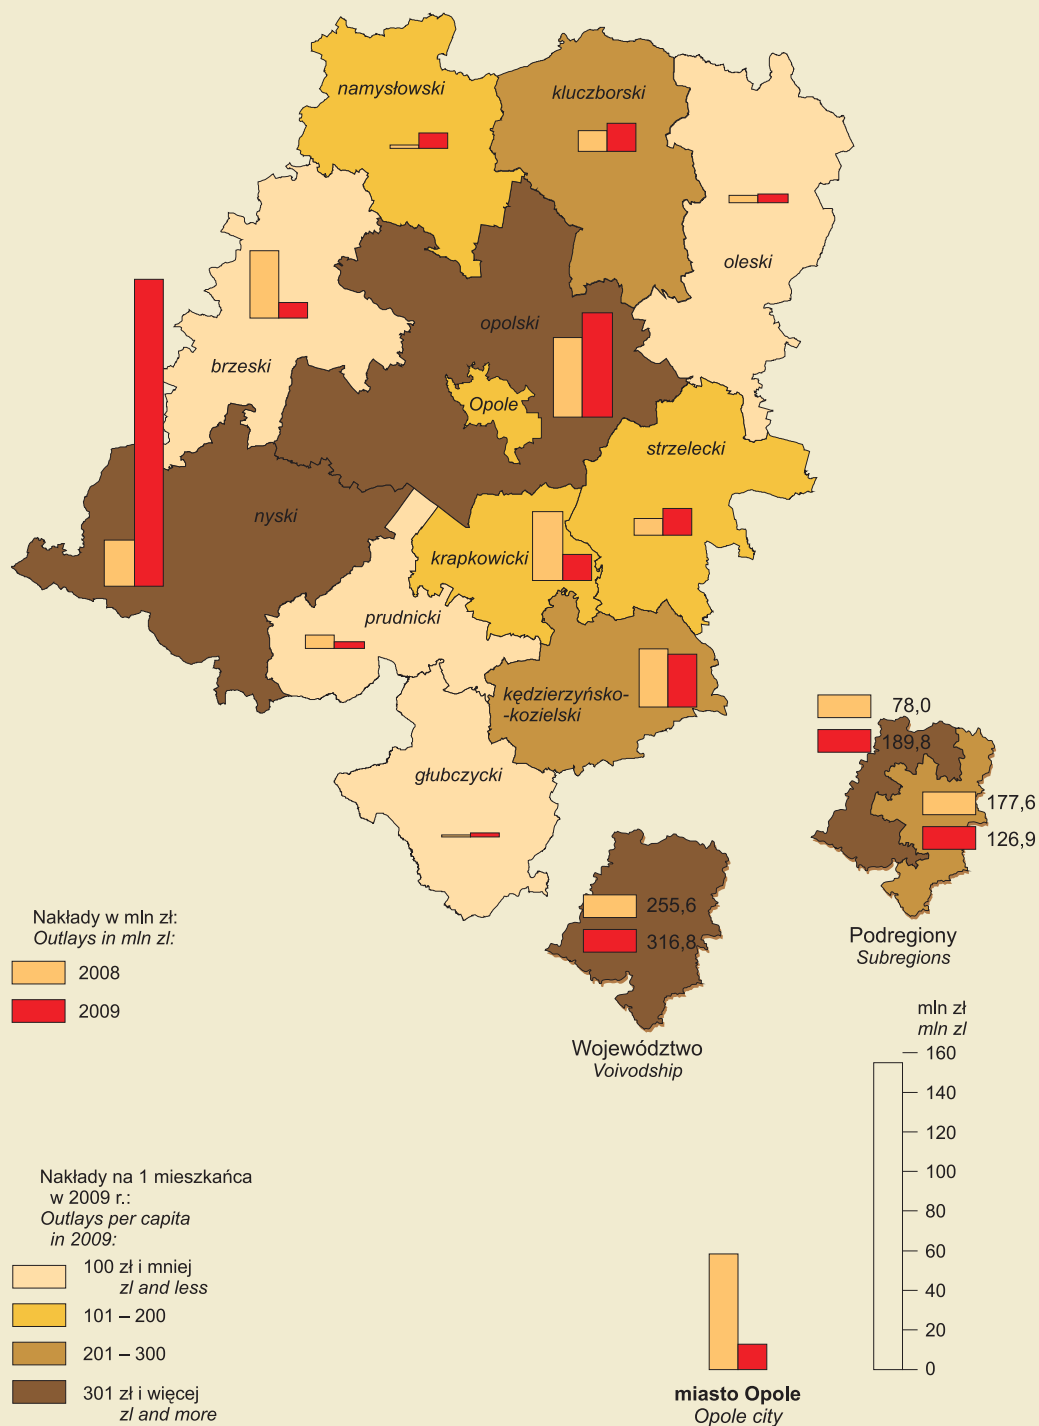 namysłowski
kluczborski
oleski
brzeski
opolski
Opole
strzelecki
nyski
krapkowicki
prudnicki
kędzierzyńsko-
-kozielski
głubczycki
78,0
189,8
177,6
126,9
Podregiony
Subregions
255,6
316,8
Województwo
Voivodship
Nakłady w mln zł:
Outlays in mln zl:
2008
2009
mln zł
mln zl
160
140
120
100
80
60
40
20
0
Nakłady na 1 mieszkańca
w 2009 r.:
Outlays per capita
in 2009:
100 zł i mniej
zl and less
101 – 200
201 – 300
301 zł i więcej
zl and more
miasto Opole
Opole city